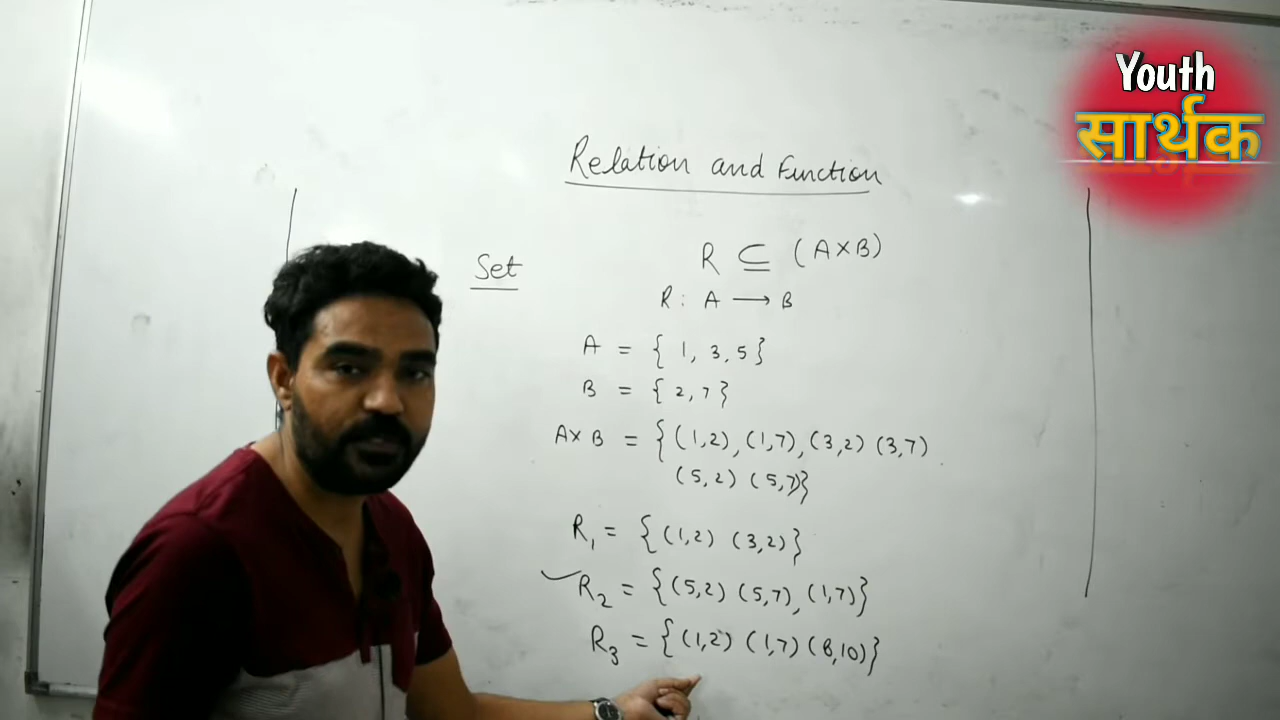 Youth
सार्थक
Relation and Function
Set
R ⊆ (A×B)
R : A ⟶ B
A = { 1, 3, 5 }
B = { 2, 7 }
A×B = { (1,2), (1,7), (3,2) (3,7)
(5,2) (5,7)}
R₁ = { (1,2) (3,2)}
✓R₂ = {(5,2) (5,7), (1,7)}
R₃ = { (1,2) (1,7) (8,10)}